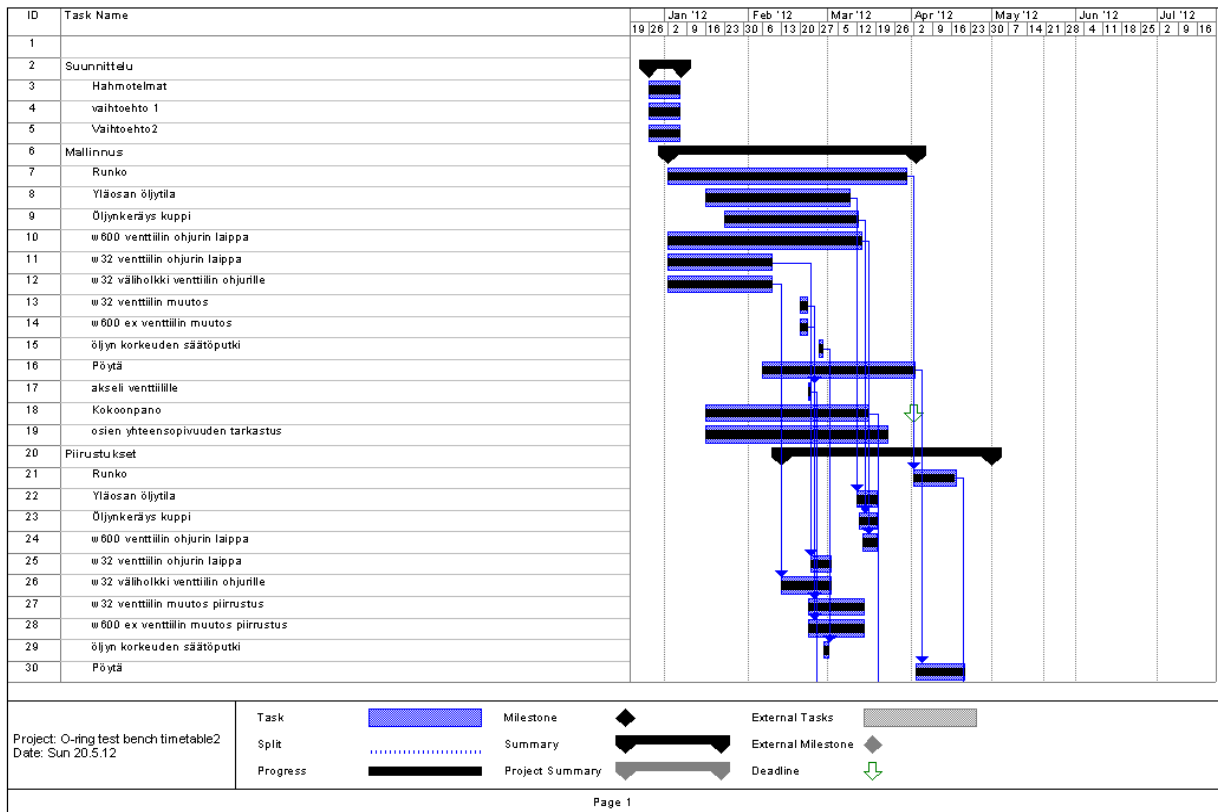 ID Task Name Jan '12 Feb '12 Mar '12 Apr '12 May '12 Jun '12 Jul '12
19 26 2 9 16 23 30 6 13 20 27 5 12 19 26 2 9 16 23 30 7 14 21 28 4 11 18 25 2 9 16
1
2 Suunnittelu
3 Hahmotelmat
4 vaihtoehto 1
5 Vaihtoehto2
6 Mallinnus
7 Runko
8 Yläosan öljytila
9 Öljynkeräys kuppi
10 w600 venttiilin ohjurin laippa
11 w32 venttiilin ohjurin laippa
12 w32 väliholkki venttiilin ohjurille
13 w32 venttiilin muutos
14 w600 ex venttiilin muutos
15 öljyn korkeuden säätöputki
16 Pöytä
17 akseli venttiilille
18 Kokoonpano
19 osien yhteensopivuuden tarkastus
20 Piirustukset
21 Runko
22 Yläosan öljytila
23 Öljynkeräys kuppi
24 w600 venttiilin ohjurin laippa
25 w32 venttiilin ohjurin laippa
26 w32 väliholkki venttiilin ohjurille
27 w32 venttiilin muutos piirrustus
28 w600 ex venttiilin muutos piirrustus
29 öljyn korkeuden säätöputki
30 Pöytä
Project: O-ring test bench timetable2
Date: Sun 20.5.12
Task Milestone External Tasks
Split Summary External Milestone
Progress Project Summary Deadline
Page 1